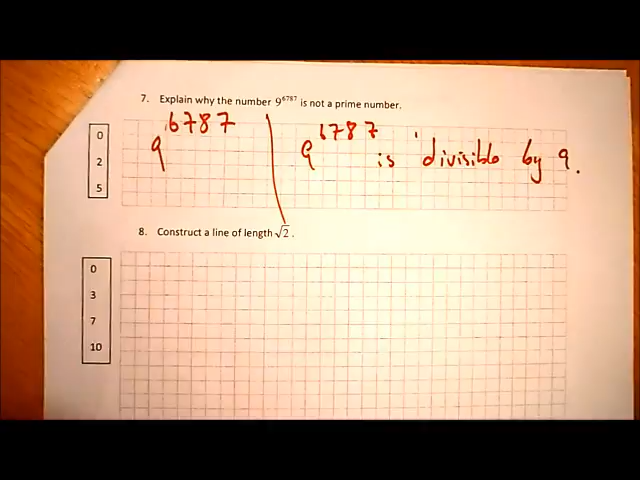 7. Explain why the number 9^6787 is not a prime number.
0
2
5
9^6787
9^6787 is divisible by 9.
8. Construct a line of length √2.
0
3
7
10